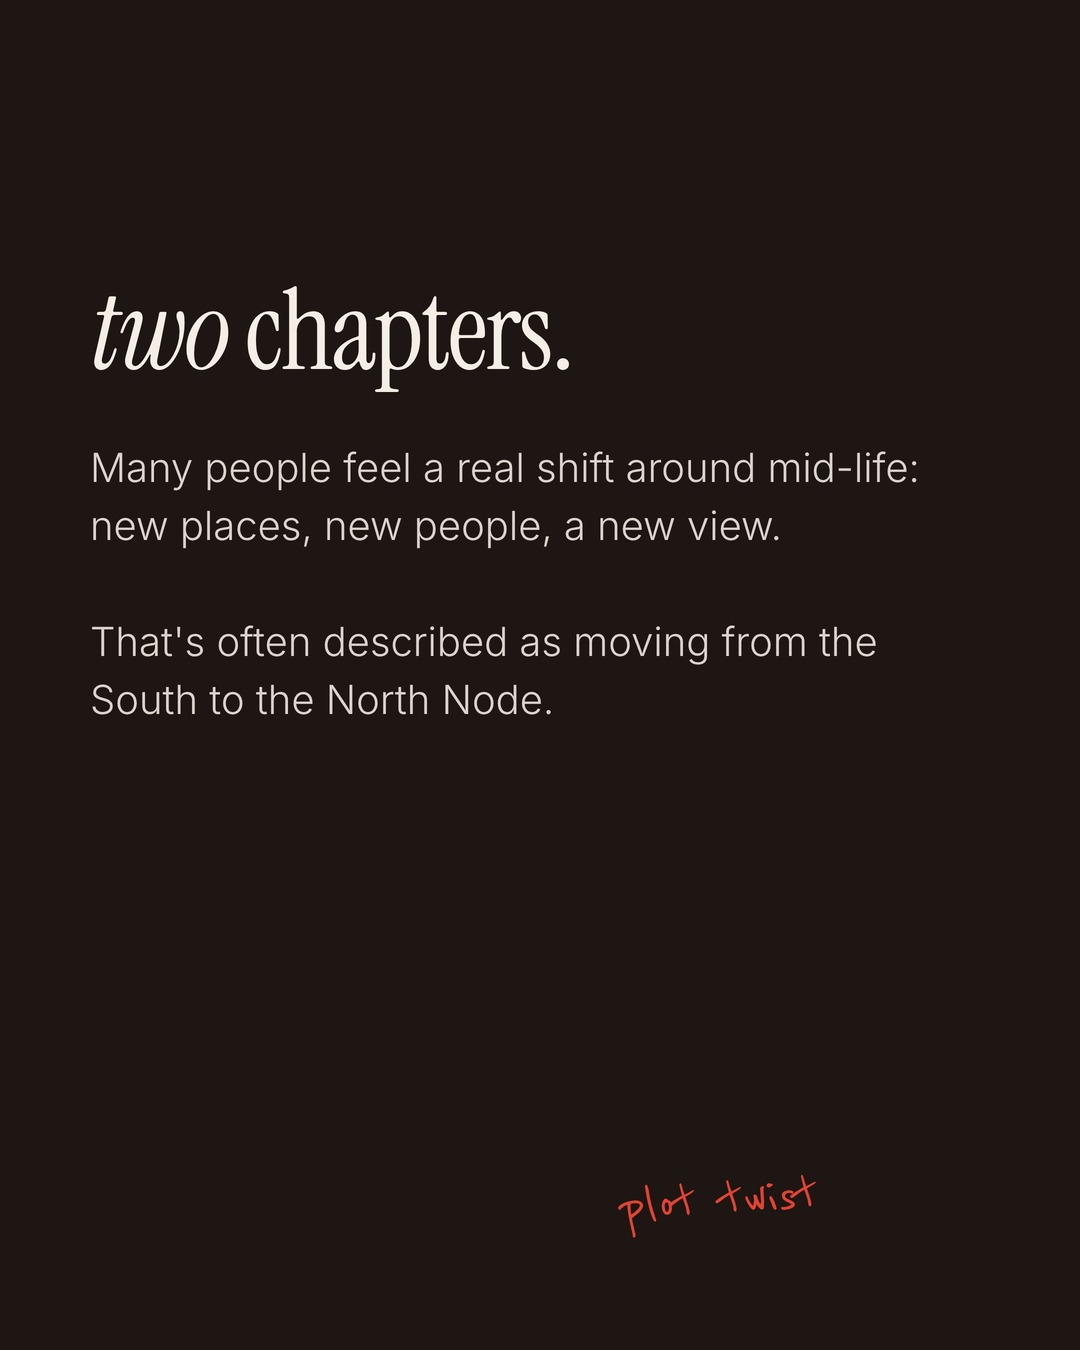 two chapters.
Many people feel a real shift around mid-life:
new places, new people, a new view.
That's often described as moving from the
South to the North Node.
plot twist